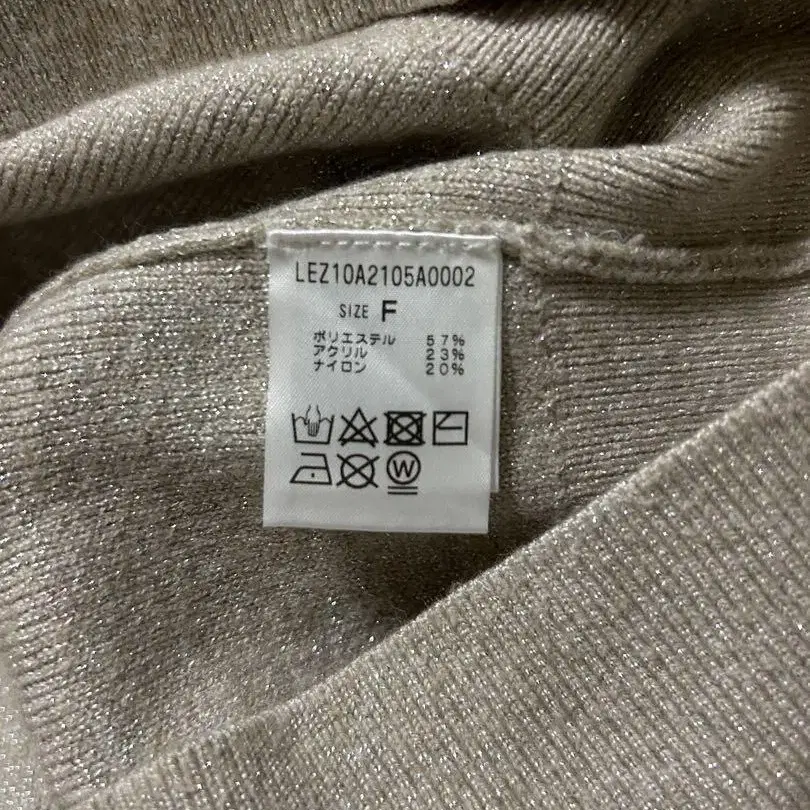 LEZ10A2105A0002
SIZE F
ポリエステル 57%
アクリル 23%
ナイロン 20%
W